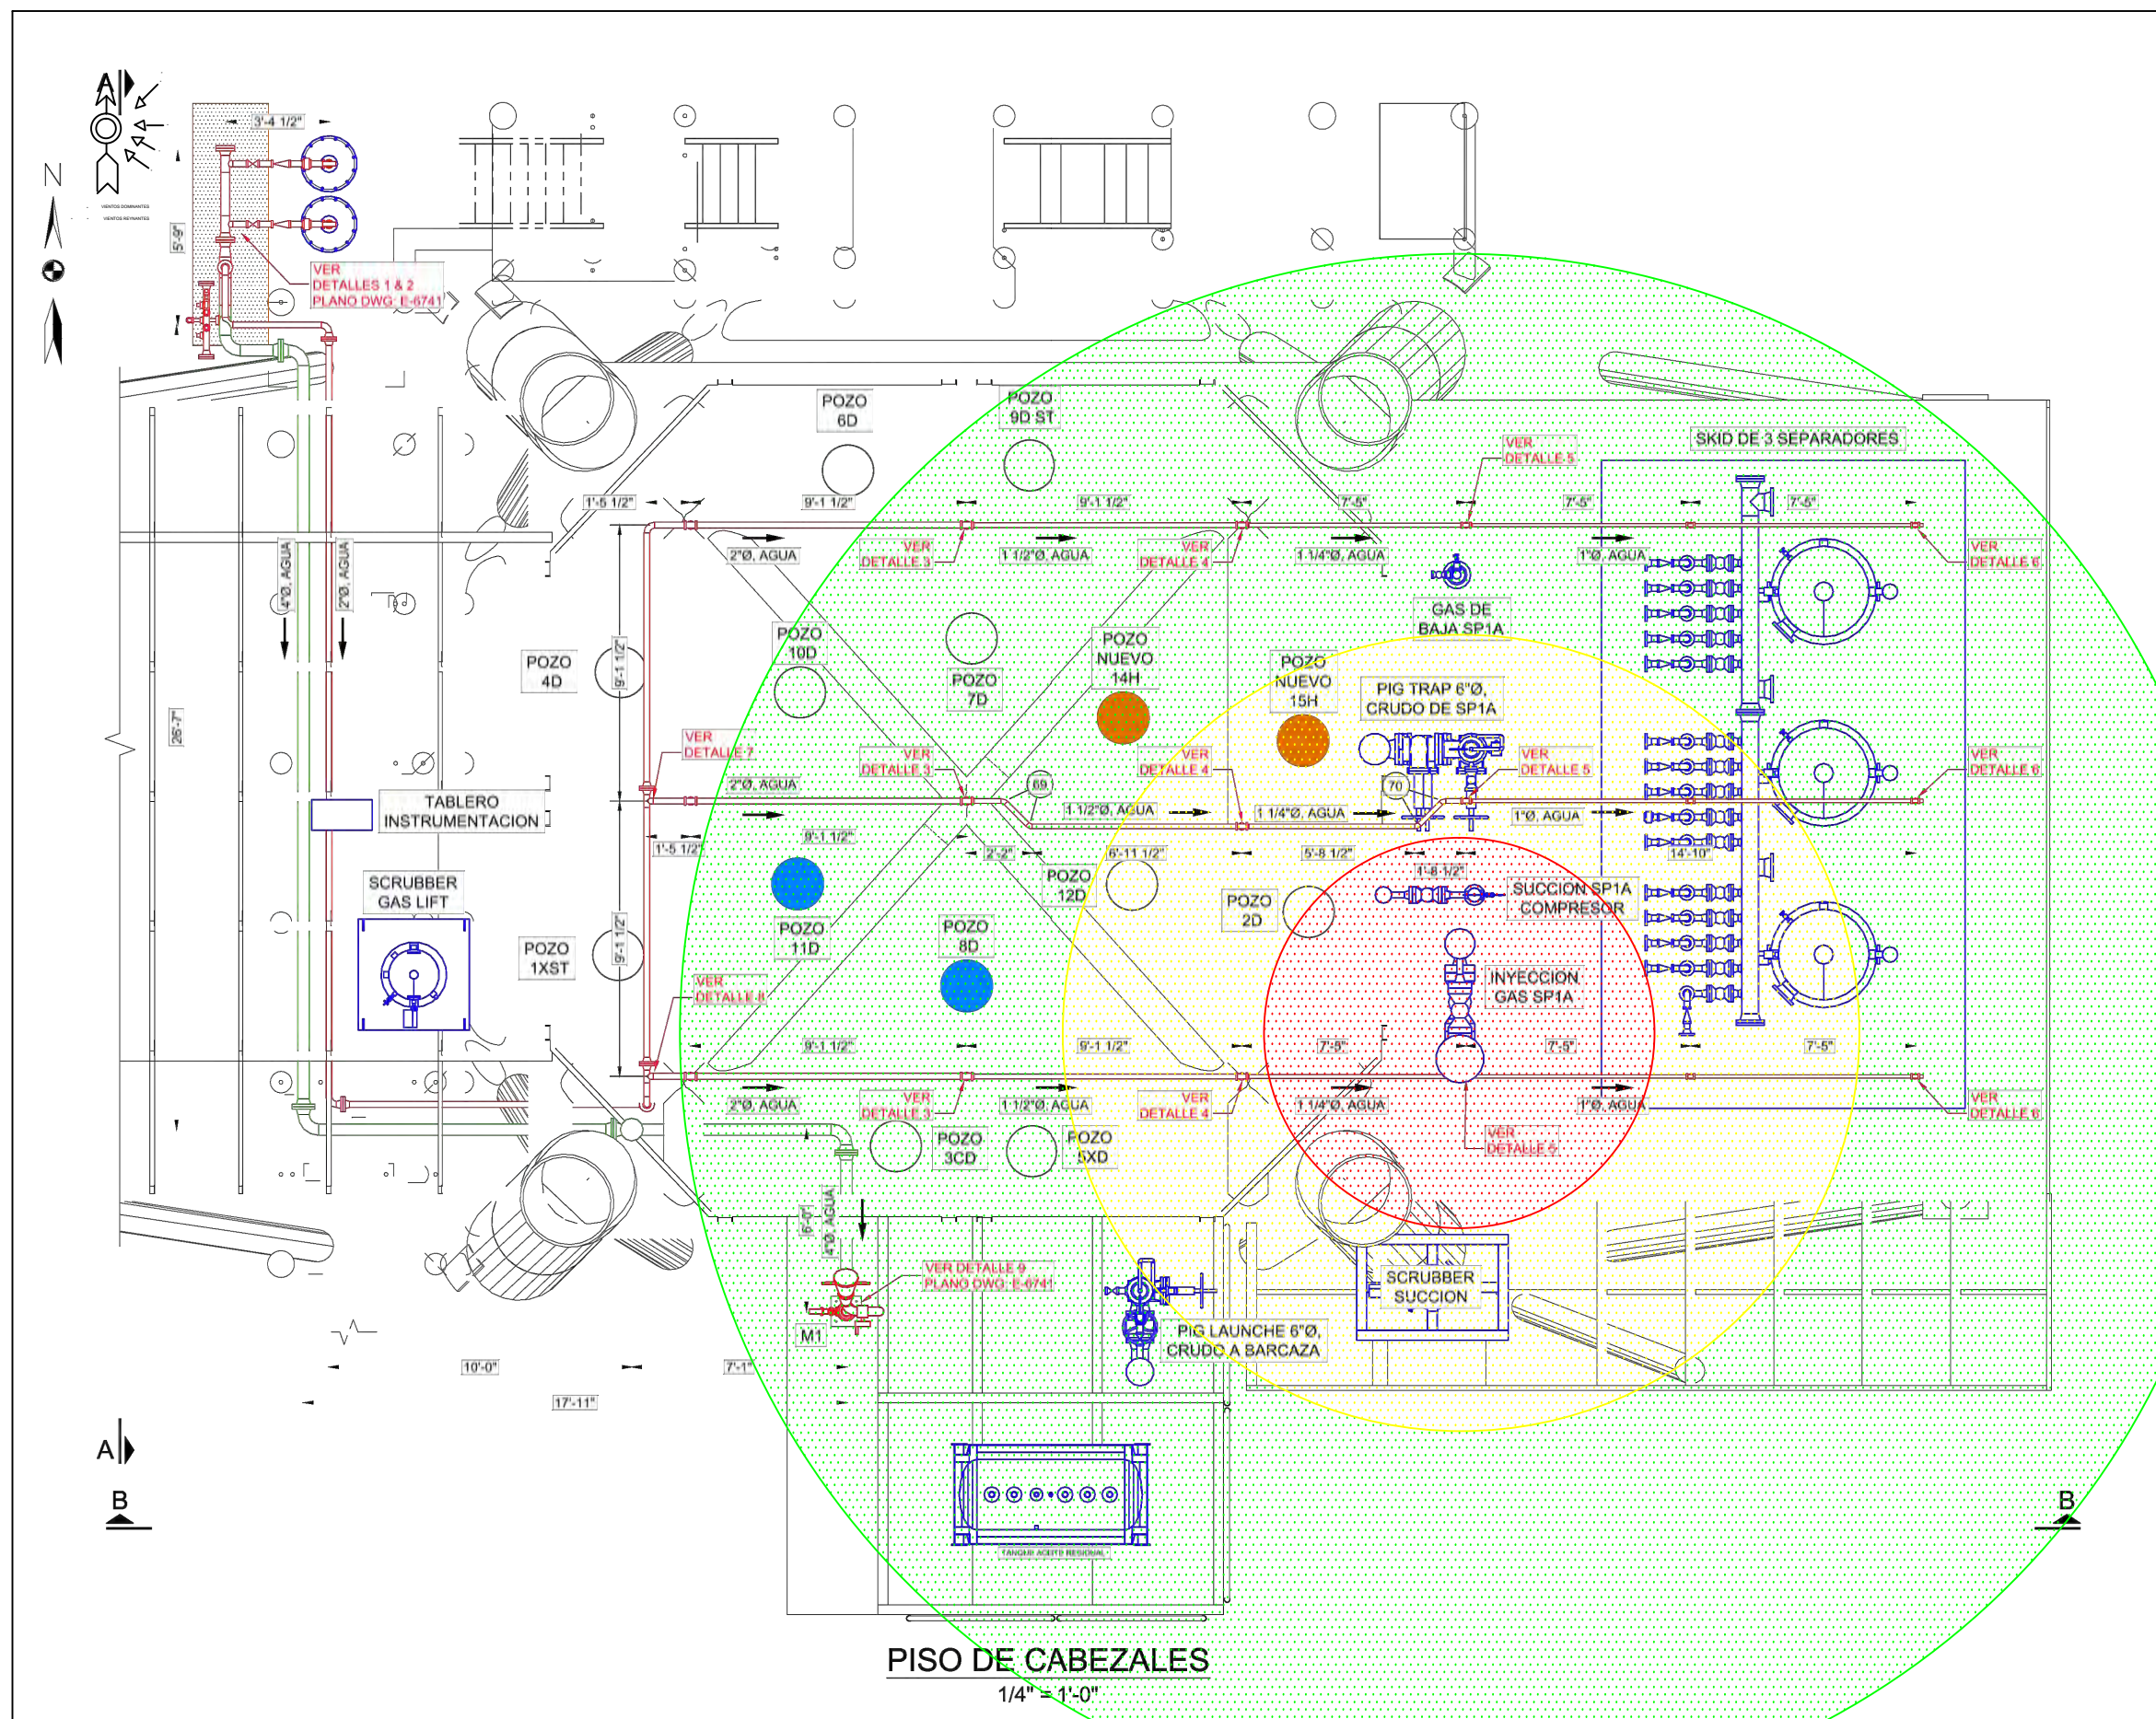 A
N
VIENTOS DOMINANTES
VIENTOS REYNANTES
3'-4 1/2"
5'-9"
VER
DETALLES 1 & 2
PLANO DWG: E-6741
POZO
6D
POZO
9D ST
VER
DETALLE 5
SKID DE 3 SEPARADORES
1'-5 1/2"
9'-1 1/2"
9'-1 1/2"
7'-5"
7'-5"
7'-5"
4"Ø, AGUA
2"Ø, AGUA
2"Ø, AGUA
VER
DETALLE 3
1 1/2"Ø, AGUA
VER
DETALLE 4
1 1/4"Ø, AGUA
1"Ø, AGUA
VER
DETALLE 6
GAS DE
BAJA SP1A
POZO
4D
9'-1 1/2"
POZO
10D
POZO
7D
POZO
NUEVO
14H
POZO
NUEVO
15H
PIG TRAP 6"Ø,
CRUDO DE SP1A
26'-7"
VER
DETALLE 7
VER
DETALLE 3
VER
DETALLE 4
VER
DETALLE 5
VER
DETALLE 6
2"Ø, AGUA
69
70
1 1/2"Ø, AGUA
1 1/4"Ø, AGUA
1"Ø, AGUA
TABLERO
INSTRUMENTACION
9'-1 1/2"
1'-5 1/2"
2'-2"
6'-11 1/2"
5'-8 1/2"
1'-8 1/2"
14'-10"
SCRUBBER
GAS LIFT
POZO
12D
POZO
2D
SUCCION SP1A
COMPRESOR
POZO
1XST
9'-1 1/2"
POZO
11D
POZO
8D
INYECCION
GAS SP1A
VER
DETALLE 8
9'-1 1/2"
9'-1 1/2"
7'-5"
7'-5"
7'-5"
2"Ø, AGUA
VER
DETALLE 3
1 1/2"Ø, AGUA
VER
DETALLE 4
1 1/4"Ø, AGUA
1"Ø, AGUA
VER
DETALLE 6
POZO
3CD
POZO
5XD
VER
DETALLE 5
6'-0"
4"Ø, AGUA
VER DETALLE 9
PLANO DWG: E-6741
M1
SCRUBBER
SUCCION
PIG LAUNCHE 6"Ø,
CRUDO A BARCAZA
10'-0"
7'-1"
17'-11"
A
B
B
TANQUE ACEITE RESIDUAL
PISO DE CABEZALES
1/4" = 1'-0"